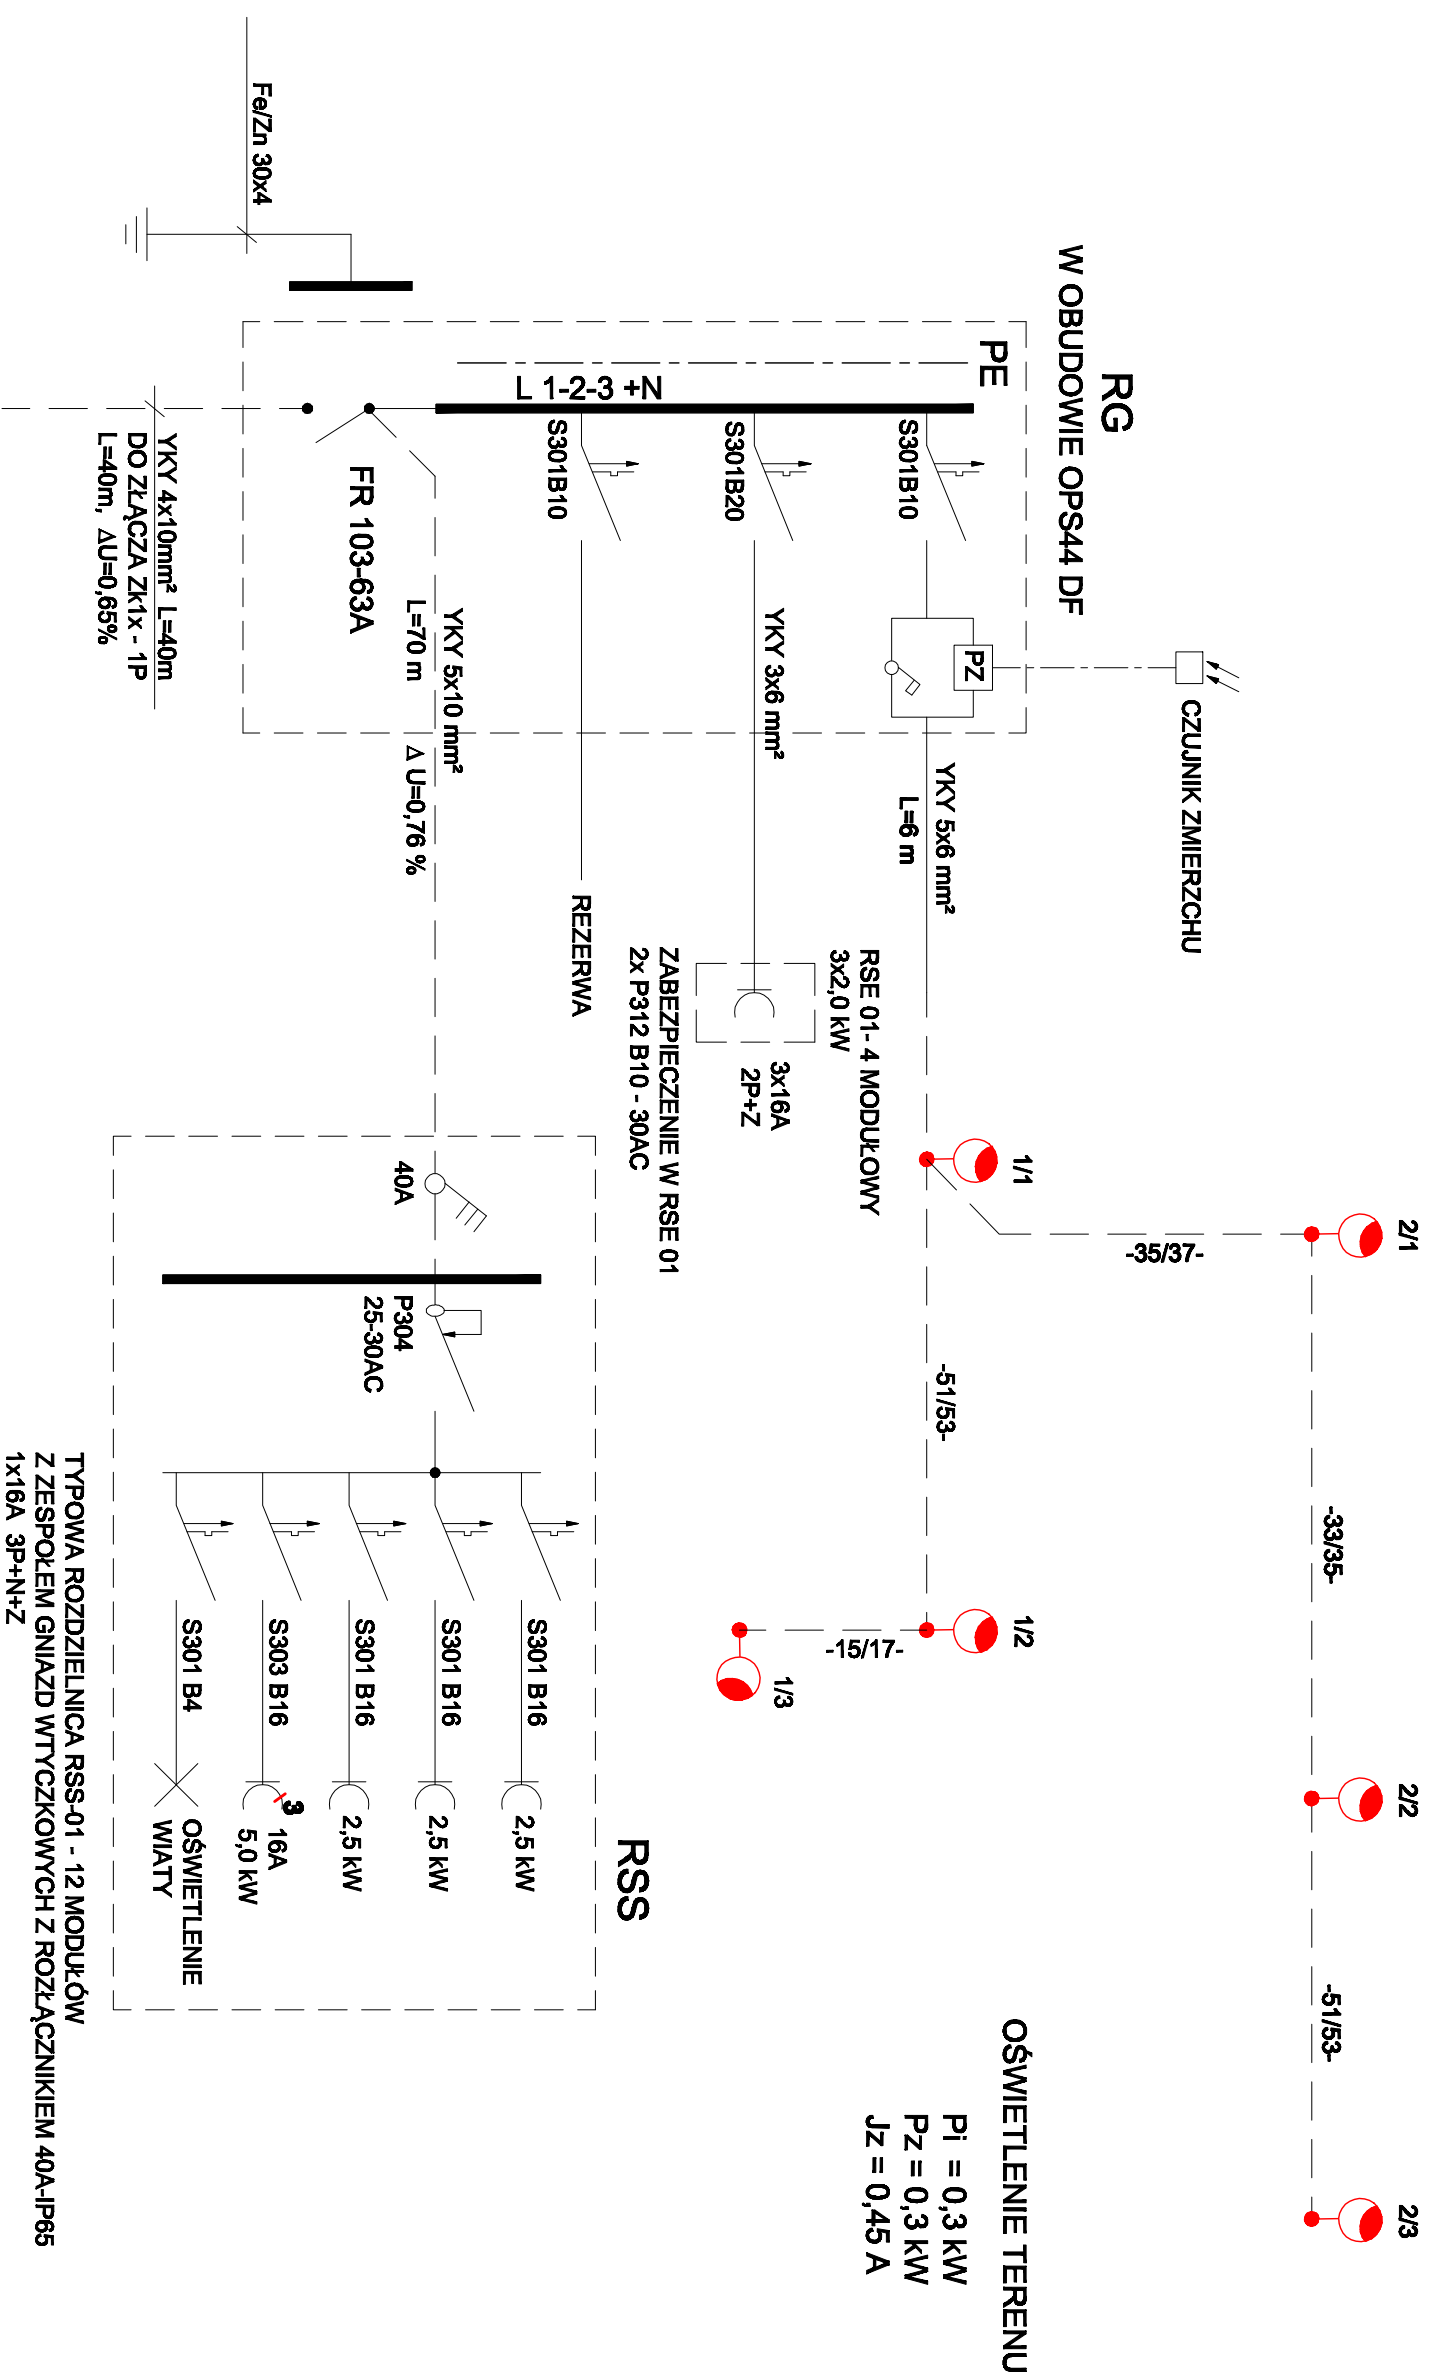 RG
W OBUDOWIE OPS44 DF
CZUJNIK ZMIERZCHU
PE
L 1-2-3 +N
S301B10
S301B20
S301B10
PZ
YKY 5x6 mm²
L=6 m
YKY 3x6 mm²
RSE 01- 4 MODUŁOWY
3x2,0 kW
3x16A
2P+Z
ZABEZPIECZENIE W RSE 01
2x P312 B10 - 30AC
REZERWA
FR 103-63A
YKY 5x10 mm²
L=70 m
Δ U=0,76 %
Fe/Zn 30x4
YKY 4x10mm² L=40m
DO ZŁĄCZA Zk1x - 1P
L=40m, ΔU=0,65%
2/1
2/2
2/3
1/1
1/2
1/3
-35/37-
-33/35-
-51/53-
-51/53-
-15/17-
OŚWIETLENIE TERENU
Pi = 0,3 kW
Pz = 0,3 kW
Jz = 0,45 A
RSS
40A
P304
25-30AC
S301 B16
2,5 kW
S301 B16
2,5 kW
S301 B16
2,5 kW
S303 B16
3
16A
5,0 kW
S301 B4
OŚWIETLENIE
WIATY
TYPOWA ROZDZIELNICA RSS-01 - 12 MODUŁÓW
Z ZESPOŁEM GNIAZD WTYCZKOWYCH Z ROZŁĄCZNIKIEM 40A-IP65
1x16A 3P+N+Z